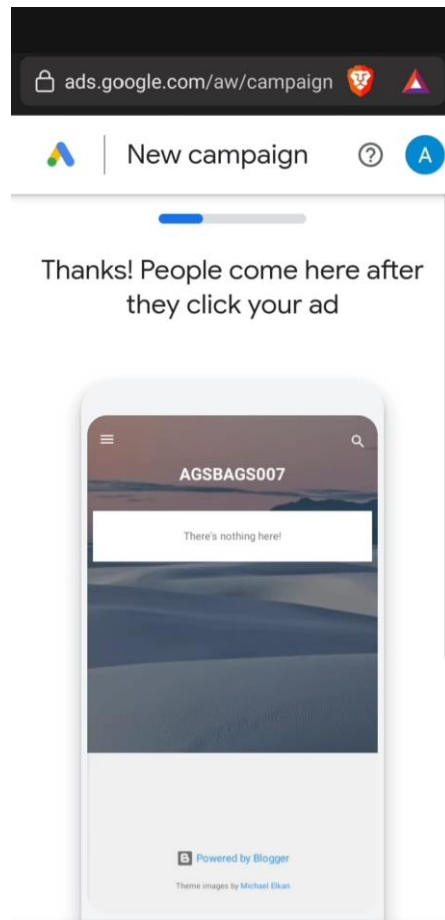 ads.google.com/aw/campaign
New campaign
A
Thanks! People come here after
they click your ad
AGSBAGS007
There's nothing here!
Powered by Blogger
Theme images by Michael Elkan